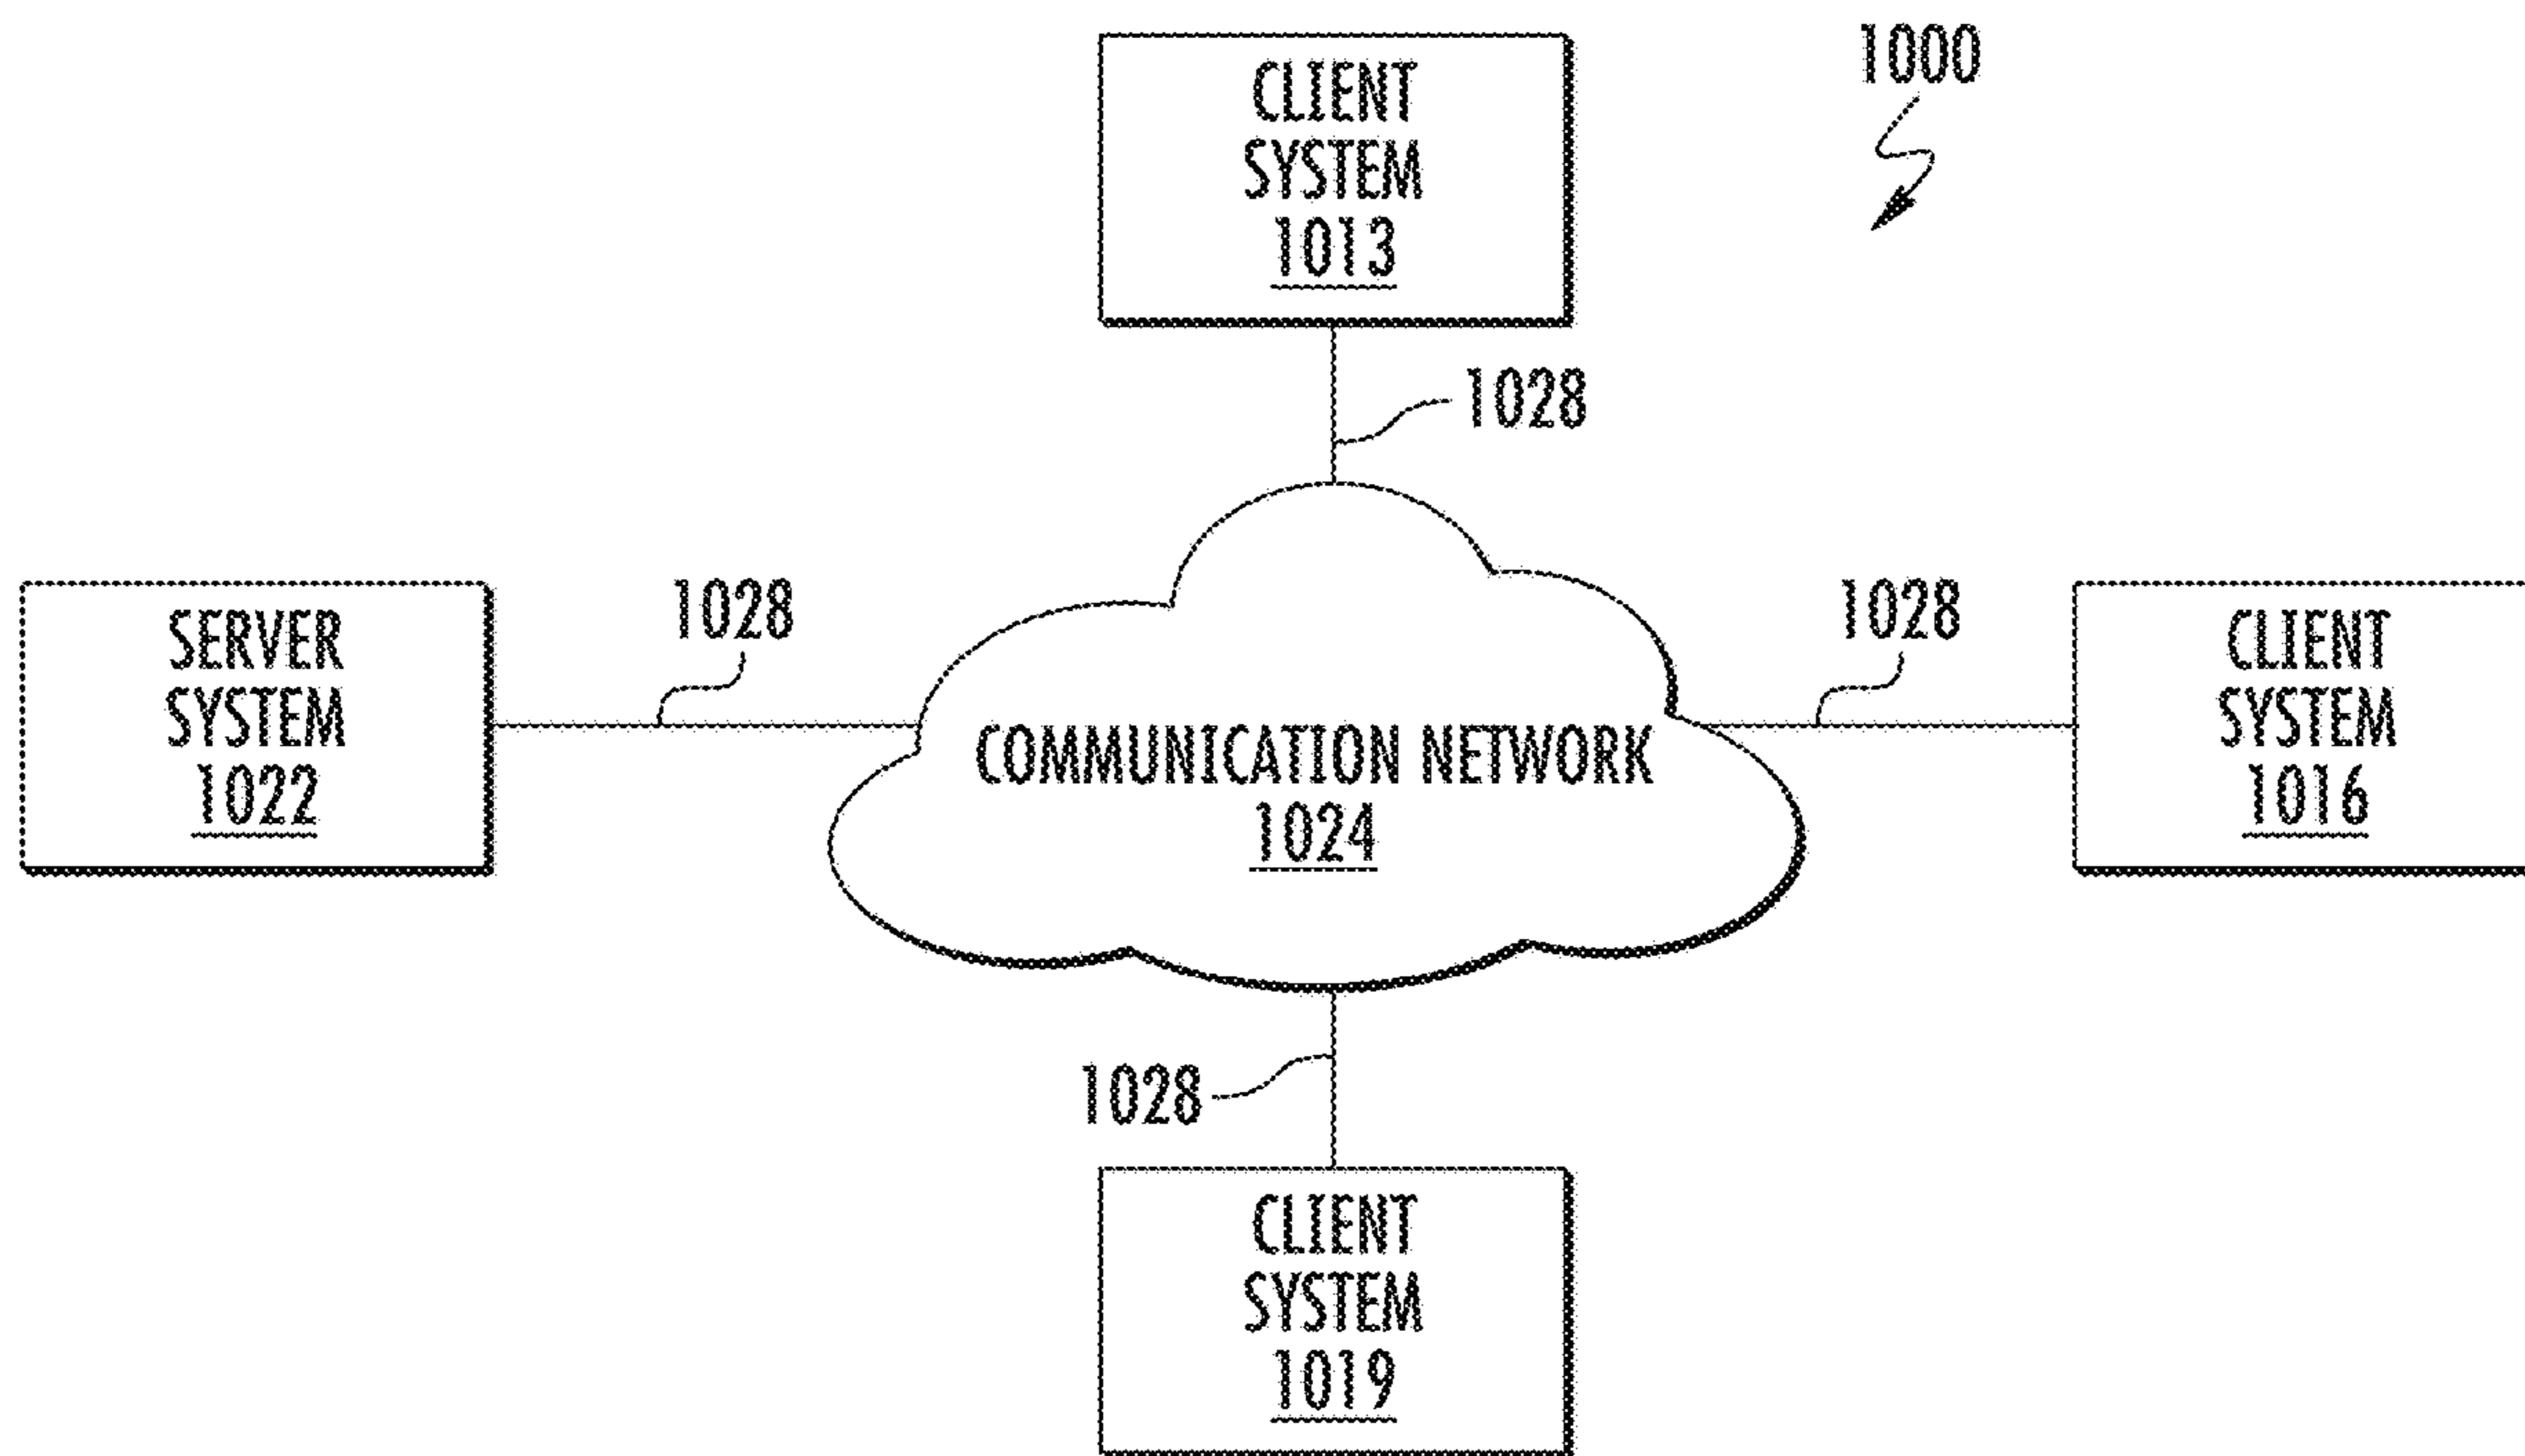 1000
CLIENT
SYSTEM
1013
1028
SERVER
SYSTEM
1022
1028
COMMUNICATION NETWORK
1024
1028
CLIENT
SYSTEM
1016
1028
CLIENT
SYSTEM
1019